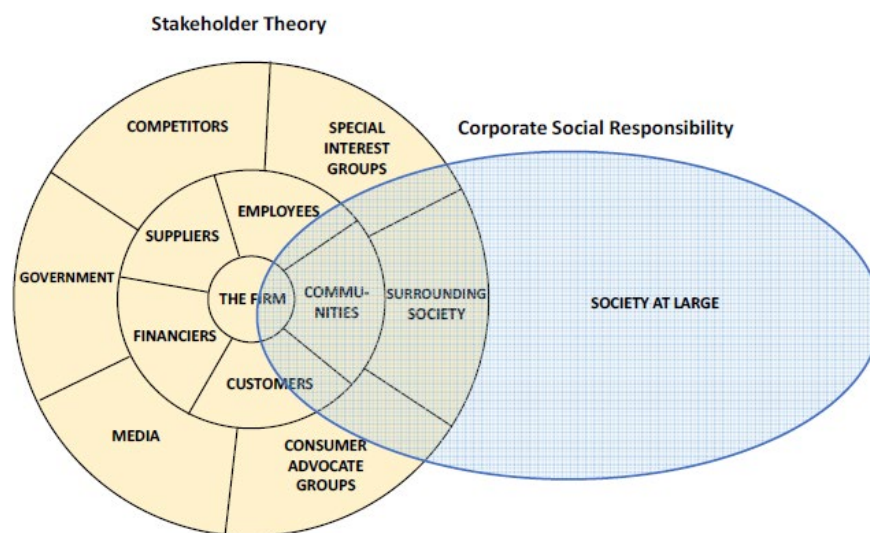 Stakeholder Theory
COMPETITORS
SPECIAL
INTEREST
GROUPS
Corporate Social Responsibility
EMPLOYEES
SUPPLIERS
GOVERNMENT
THE FIRM
COMMU-
NITIES
SURROUNDING
SOCIETY
SOCIETY AT LARGE
FINANCIERS
CUSTOMERS
MEDIA
CONSUMER
ADVOCATE
GROUPS